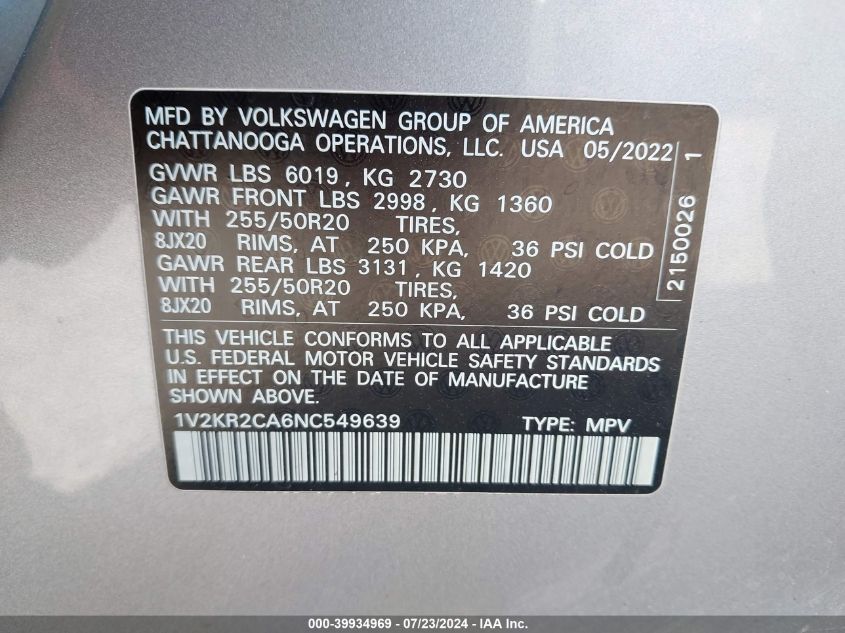 MFD BY VOLKSWAGEN GROUP OF AMERICA
CHATTANOOGA OPERATIONS, LLC. USA 05/2022
GVWR LBS 6019, KG 2730
GAWR FRONT LBS 2998, KG 1360
WITH 255/50R20 TIRES,
8JX20 RIMS, AT 250 KPA, 36 PSI COLD
GAWR REAR LBS 3131, KG 1420
WITH 255/50R20 TIRES,
8JX20 RIMS, AT 250 KPA, 36 PSI COLD
2150026 1
THIS VEHICLE CONFORMS TO ALL APPLICABLE
U.S. FEDERAL MOTOR VEHICLE SAFETY STANDARDS
IN EFFECT ON THE DATE OF MANUFACTURE
SHOWN ABOVE.
1V2KR2CA6NC549639 TYPE: MPV
000-39934969 / 07/23/2024 - IAA Inc.